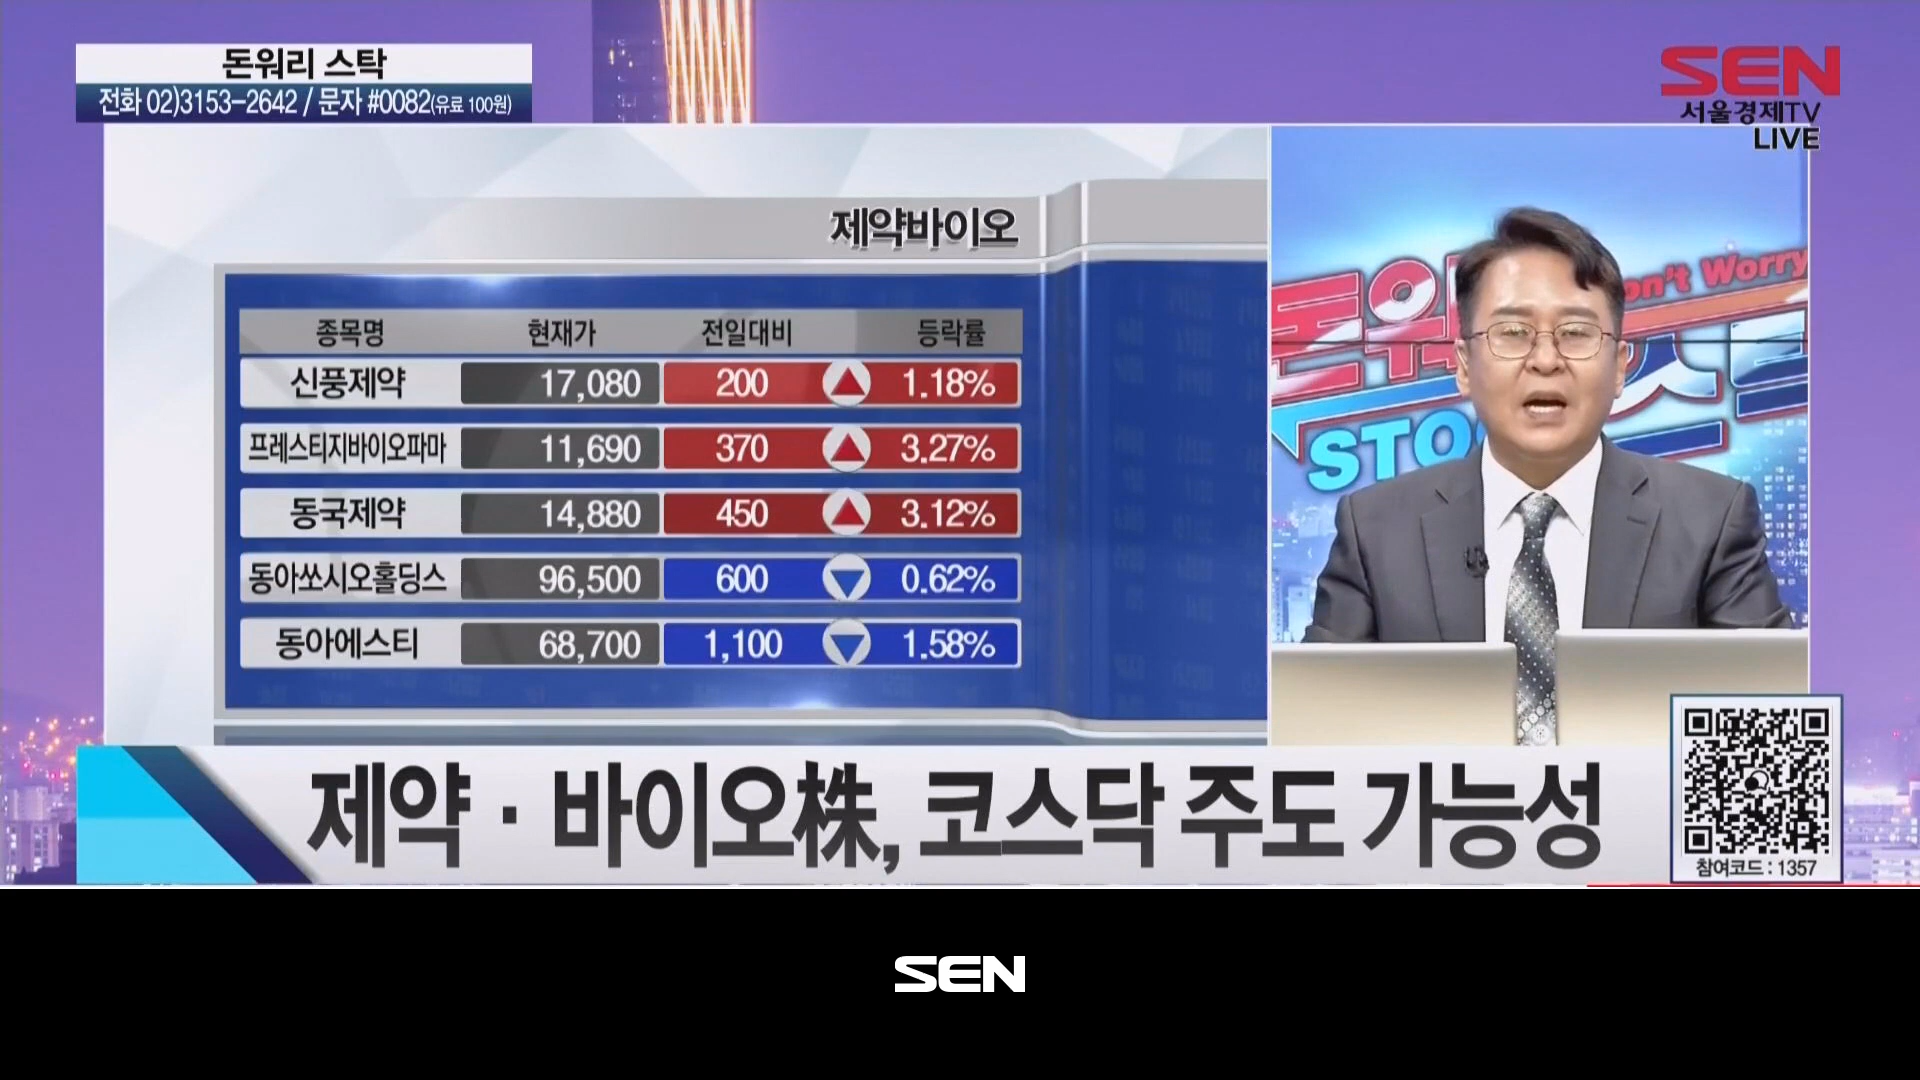 돈워리 스탁
전화 02)3153-2642 / 문자 #0082(유료 100원)
SEN
서울경제TV
LIVE
제약바이오
종목명 현재가 전일대비 등락률
신풍제약 17,080 200 ▲ 1.18%
프레스티지바이오파마 11,690 370 ▲ 3.27%
동국제약 14,880 450 ▲ 3.12%
동아쏘시오홀딩스 96,500 600 ▼ 0.62%
동아에스티 68,700 1,100 ▼ 1.58%
Worry
돈워
STO
제약 · 바이오株, 코스닥 주도 가능성
참여코드 : 1357
SEN